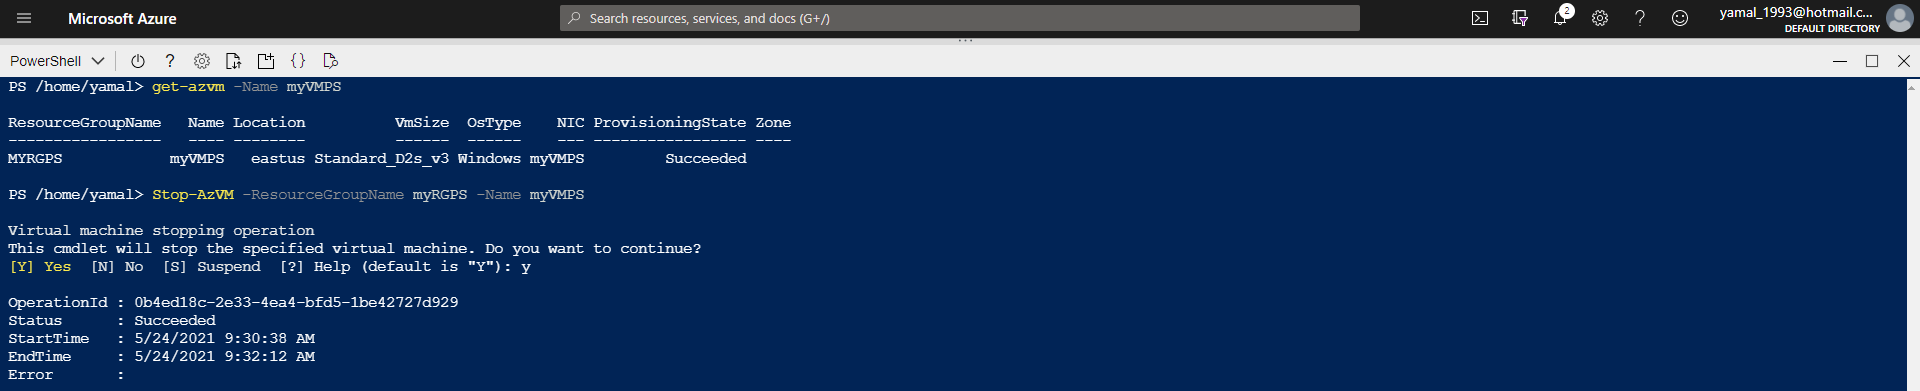 Microsoft Azure
Search resources, services, and docs (G+/)
2
yamal_1993@hotmail.c...
DEFAULT DIRECTORY
PowerShell
PS /home/yamal> get-azvm -Name myVMPS
ResourceGroupName Name Location VmSize OsType NIC ProvisioningState Zone
----------------- ---- -------- ------ ------ --- ----------------- ----
MYRGPS myVMPS eastus Standard_D2s_v3 Windows myVMPS Succeeded
PS /home/yamal> Stop-AzVM -ResourceGroupName myRGPS -Name myVMPS
Virtual machine stopping operation
This cmdlet will stop the specified virtual machine. Do you want to continue?
[Y] Yes [N] No [S] Suspend [?] Help (default is "Y"): y
OperationId : 0b4ed18c-2e33-4ea4-bfd5-1be42727d929
Status : Succeeded
StartTime : 5/24/2021 9:30:38 AM
EndTime : 5/24/2021 9:32:12 AM
Error :